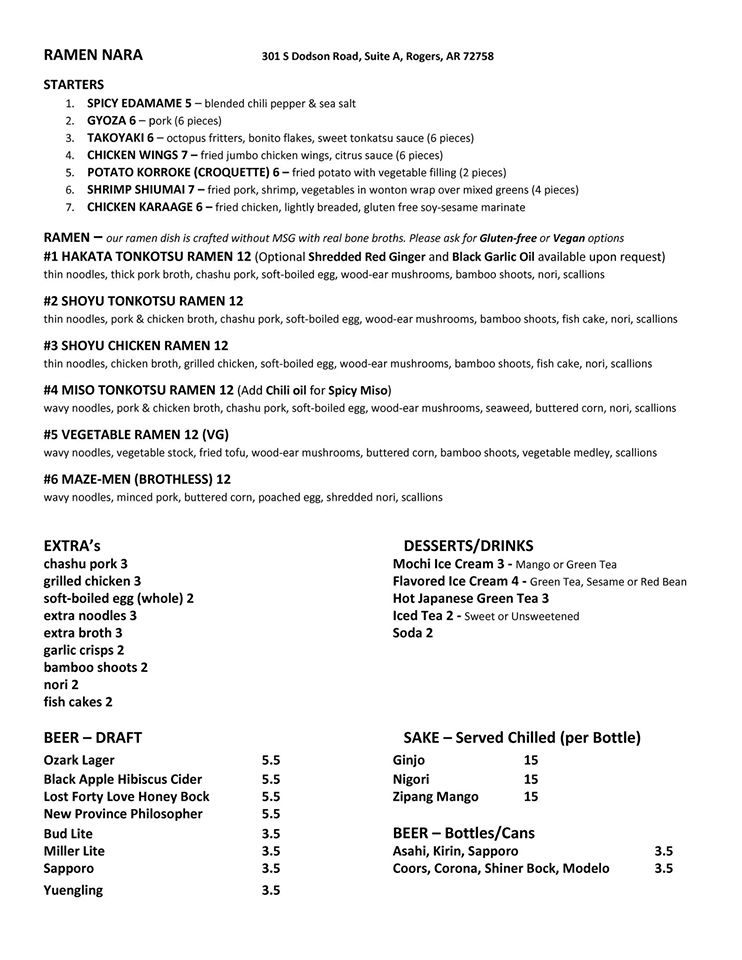 RAMEN NARA 301 S Dodson Road, Suite A, Rogers, AR 72758
STARTERS
1. SPICY EDAMAME 5 – blended chili pepper & sea salt
2. GYOZA 6 – pork (6 pieces)
3. TAKOYAKI 6 – octopus fritters, bonito flakes, sweet tonkatsu sauce (6 pieces)
4. CHICKEN WINGS 7 – fried jumbo chicken wings, citrus sauce (6 pieces)
5. POTATO KORROKE (CROQUETTE) 6 – fried potato with vegetable filling (2 pieces)
6. SHRIMP SHIUMAI 7 – fried pork, shrimp, vegetables in wonton wrap over mixed greens (4 pieces)
7. CHICKEN KARAAGE 6 – fried chicken, lightly breaded, gluten free soy-sesame marinate
RAMEN – our ramen dish is crafted without MSG with real bone broths. Please ask for Gluten-free or Vegan options
#1 HAKATA TONKOTSU RAMEN 12 (Optional Shredded Red Ginger and Black Garlic Oil available upon request)
thin noodles, thick pork broth, chashu pork, soft-boiled egg, wood-ear mushrooms, bamboo shoots, nori, scallions
#2 SHOYU TONKOTSU RAMEN 12
thin noodles, pork & chicken broth, chashu pork, soft-boiled egg, wood-ear mushrooms, bamboo shoots, fish cake, nori, scallions
#3 SHOYU CHICKEN RAMEN 12
thin noodles, chicken broth, grilled chicken, soft-boiled egg, wood-ear mushrooms, bamboo shoots, fish cake, nori, scallions
#4 MISO TONKOTSU RAMEN 12 (Add Chili oil for Spicy Miso)
wavy noodles, pork & chicken broth, chashu pork, soft-boiled egg, wood-ear mushrooms, seaweed, buttered corn, nori, scallions
#5 VEGETABLE RAMEN 12 (VG)
wavy noodles, vegetable stock, fried tofu, wood-ear mushrooms, buttered corn, bamboo shoots, vegetable medley, scallions
#6 MAZE-MEN (BROTHLESS) 12
wavy noodles, minced pork, buttered corn, poached egg, shredded nori, scallions
EXTRA’s
chashu pork 3
grilled chicken 3
soft-boiled egg (whole) 2
extra noodles 3
extra broth 3
garlic crisps 2
bamboo shoots 2
nori 2
fish cakes 2
DESSERTS/DRINKS
Mochi Ice Cream 3 - Mango or Green Tea
Flavored Ice Cream 4 - Green Tea, Sesame or Red Bean
Hot Japanese Green Tea 3
Iced Tea 2 - Sweet or Unsweetened
Soda 2
BEER – DRAFT
Ozark Lager 5.5
Black Apple Hibiscus Cider 5.5
Lost Forty Love Honey Bock 5.5
New Province Philosopher 5.5
Bud Lite 3.5
Miller Lite 3.5
Sapporo 3.5
Yuengling 3.5
SAKE – Served Chilled (per Bottle)
Ginjo 15
Nigori 15
Zipang Mango 15
BEER – Bottles/Cans
Asahi, Kirin, Sapporo 3.5
Coors, Corona, Shiner Bock, Modelo 3.5